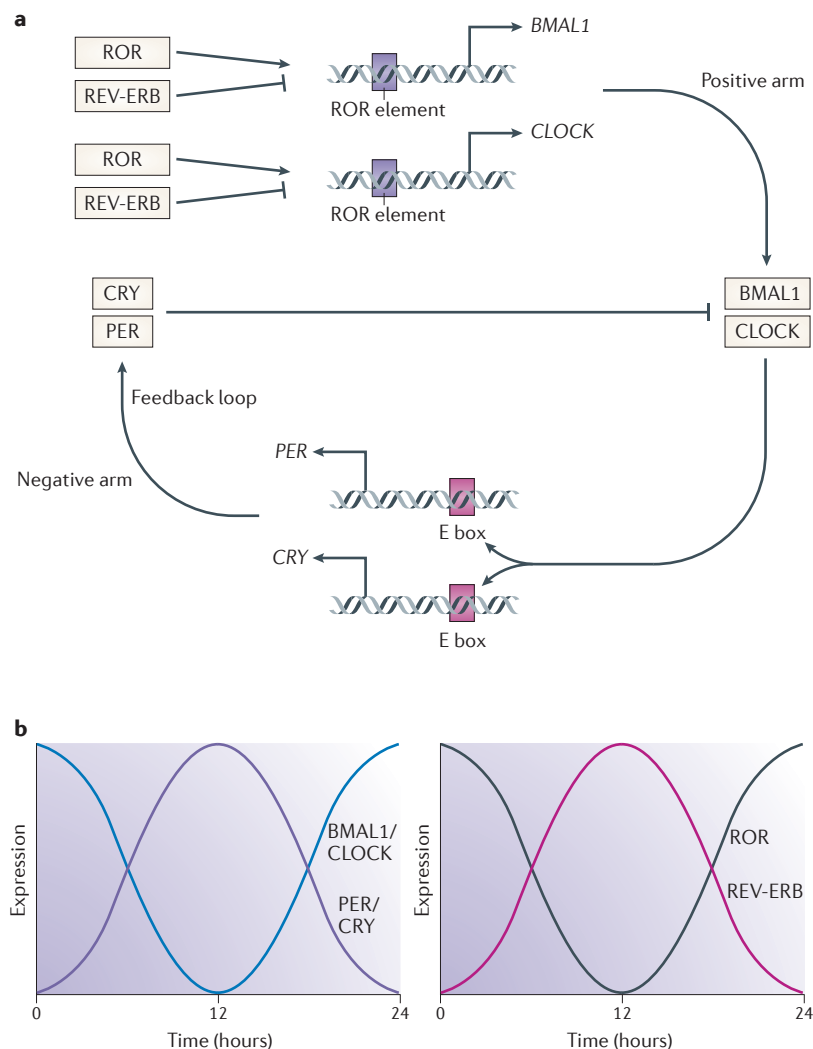 a
ROR
REV-ERB
BMAL1
ROR element
Positive arm
ROR
REV-ERB
CLOCK
ROR element
CRY
PER
BMAL1
CLOCK
Feedback loop
Negative arm
PER
E box
CRY
E box
b
Expression
BMAL1/
CLOCK
PER/
CRY
0
12
24
Time (hours)
Expression
ROR
REV-ERB
0
12
24
Time (hours)